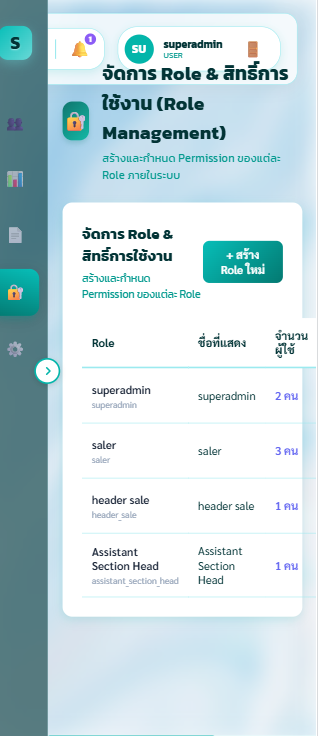 S
1
SU
superadmin
USER
จัดการ Role & สิทธิ์การ
ใช้งาน (Role
Management)
สร้างและกำหนด Permission ของแต่ละ
Role ภายในระบบ
จัดการ Role &
สิทธิ์การใช้งาน
สร้างและกำหนด
Permission ของแต่ละ Role
+ สร้าง
Role ใหม่
Role
ชื่อที่แสดง
จำนวน
ผู้ใช้
superadmin
superadmin
superadmin
2 คน
saler
saler
saler
3 คน
header sale
header_sale
header sale
1 คน
Assistant
Section Head
assistant_section_head
Assistant
Section
Head
1 คน